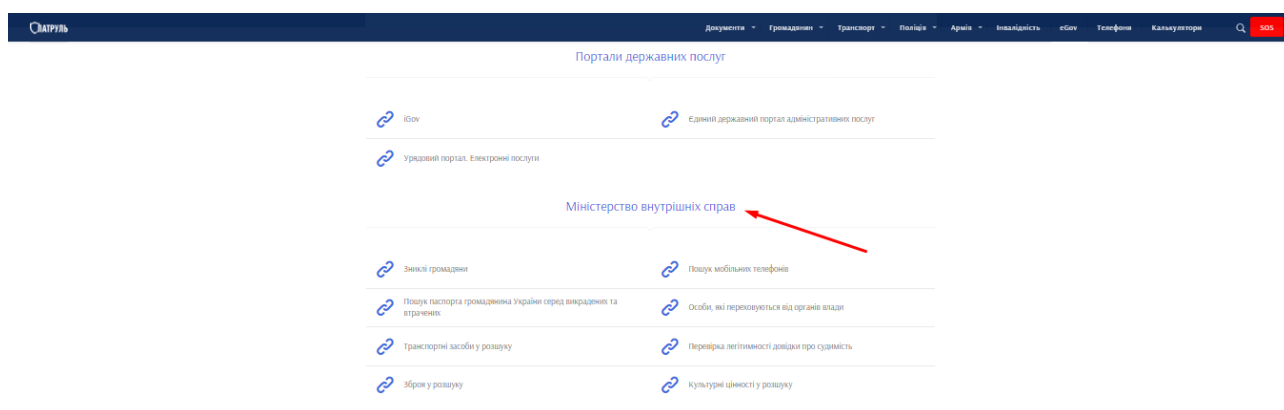 ПАТРУЛЬ
Документи Громадянин Транспорт Поліція Армія Інвалідність eGov Телефони Калькулятори SOS
Портали державних послуг
iGov
Єдиний державний портал адміністративних послуг
Урядовий портал. Електронні послуги
Міністерство внутрішніх справ
Зниклі громадяни
Пошук мобільних телефонів
Пошук паспорта громадянина України серед викрадених та
втрачених
Особи, які переховуються від органів влади
Транспортні засоби у розшуку
Перевірка легітимності довідки про судимість
Зброя у розшуку
Культурні цінності у розшуку